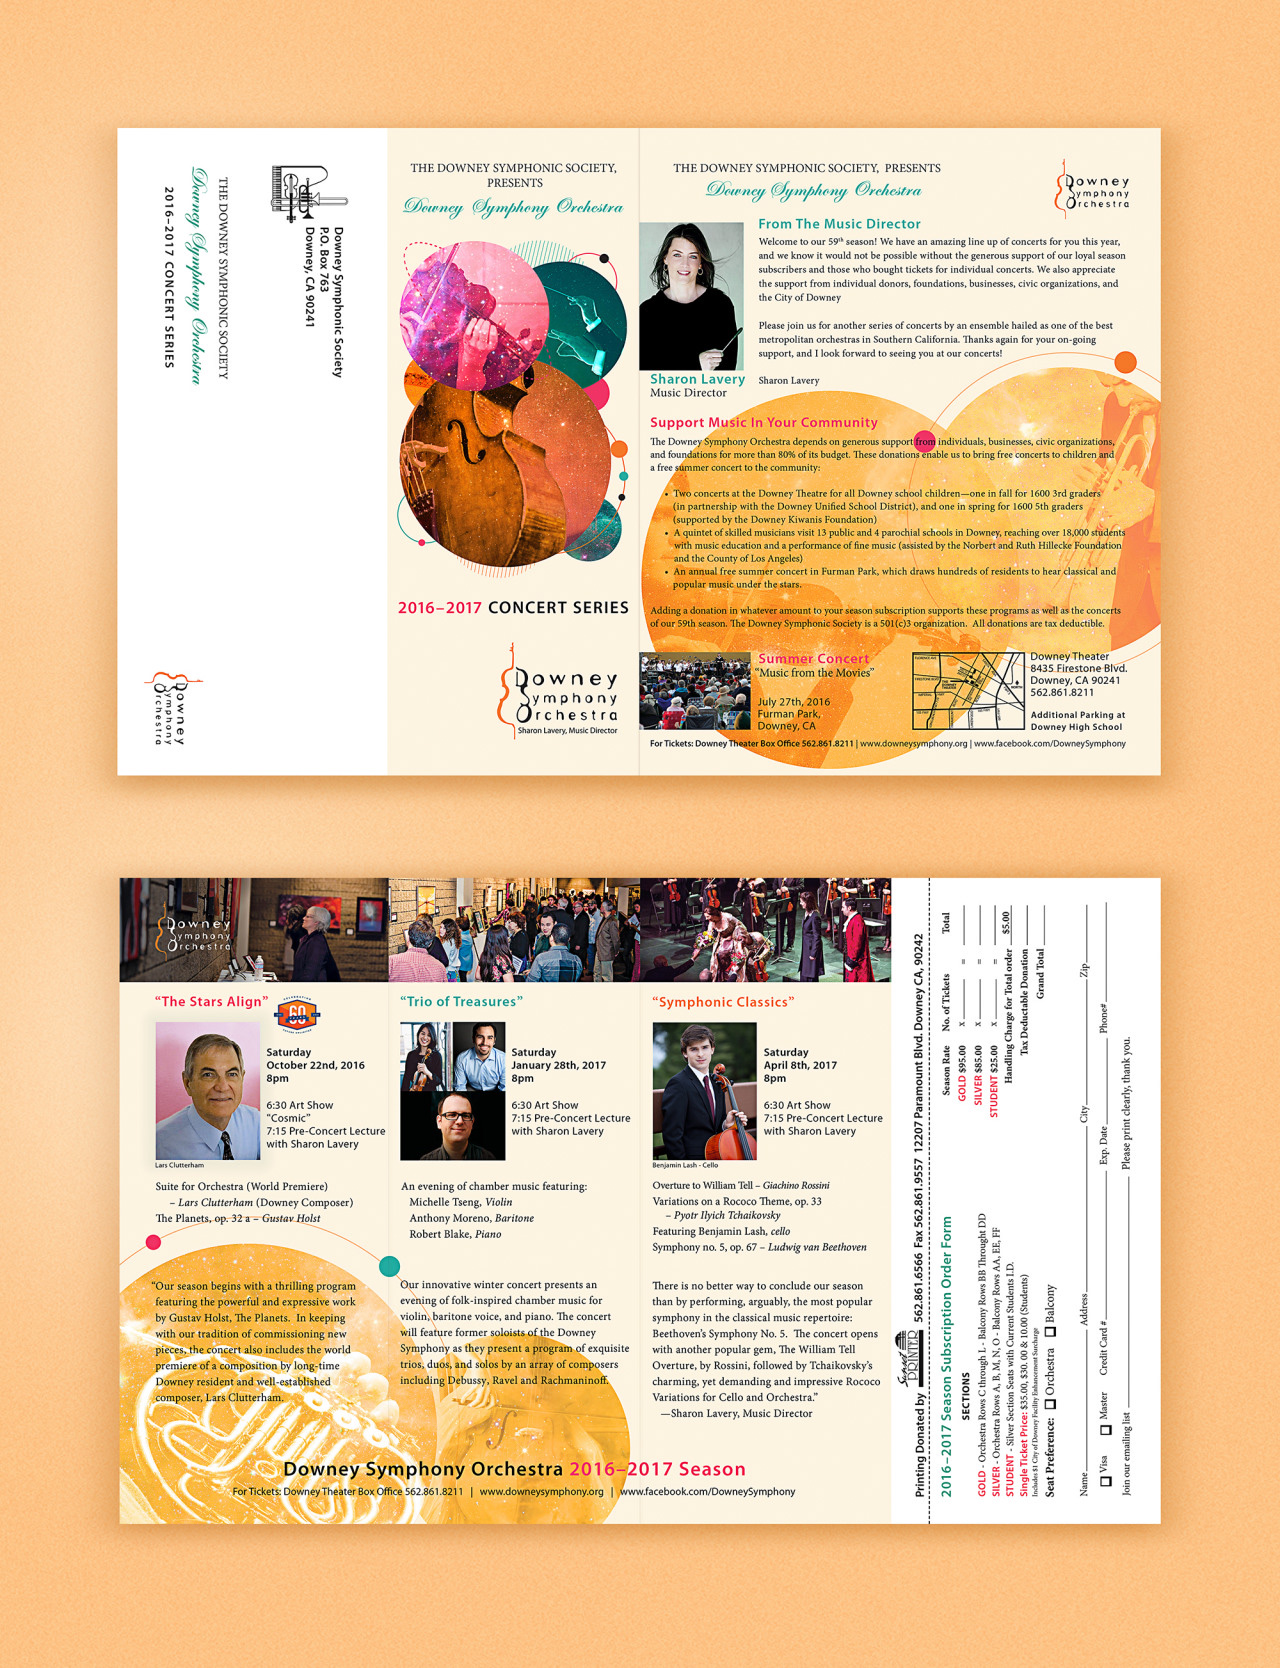 Downey Symphonic Society
P.O. Box 763
Downey, CA 90241
THE DOWNEY SYMPHONIC SOCIETY
Downey Symphony Orchestra
2016–2017 CONCERT SERIES
Downey
Symphony
Orchestra
THE DOWNEY SYMPHONIC SOCIETY,
PRESENTS
Downey Symphony Orchestra
2016–2017 CONCERT SERIES
Downey
Symphony
Orchestra
Sharon Lavery, Music Director
THE DOWNEY SYMPHONIC SOCIETY, PRESENTS
Downey Symphony Orchestra
Downey
Symphony
Orchestra
From The Music Director
Welcome to our 59th season! We have an amazing line up of concerts for you this year,
and we know it would not be possible without the generous support of our loyal season
subscribers and those who bought tickets for individual concerts. We also appreciate
the support from individual donors, foundations, businesses, civic organizations, and
the City of Downey
Please join us for another series of concerts by an ensemble hailed as one of the best
metropolitan orchestras in Southern California. Thanks again for your on-going
support, and I look forward to seeing you at our concerts!
Sharon Lavery
Sharon Lavery
Music Director
Support Music In Your Community
The Downey Symphony Orchestra depends on generous support from individuals, businesses, civic organizations,
and foundations for more than 80% of its budget. These donations enable us to bring free concerts to children and
a free summer concert to the community:
• Two concerts at the Downey Theatre for all Downey school children—one in fall for 1600 3rd graders
(in partnership with the Downey Unified School District), and one in spring for 1600 5th graders
(supported by the Downey Kiwanis Foundation)
• A quintet of skilled musicians visit 13 public and 4 parochial schools in Downey, reaching over 18,000 students
with music education and a performance of fine music (assisted by the Norbert and Ruth Hillecke Foundation
and the County of Los Angeles)
• An annual free summer concert in Furman Park, which draws hundreds of residents to hear classical and
popular music under the stars.
Adding a donation in whatever amount to your season subscription supports these programs as well as the concerts
of our 59th season. The Downey Symphonic Society is a 501(c)3 organization. All donations are tax deductible.
Summer Concert
"Music from the Movies"
July 27th, 2016
Furman Park,
Downey, CA
Downey Theater
8435 Firestone Blvd.
Downey, CA 90241
562.861.8211
Additional Parking at
Downey High School
For Tickets: Downey Theater Box Office 562.861.8211 | www.downeysymphony.org | www.facebook.com/DowneySymphony
Downey
Symphony
Orchestra
"The Stars Align"
60
Saturday
October 22nd, 2016
8pm
6:30 Art Show
"Cosmic"
7:15 Pre-Concert Lecture
with Sharon Lavery
Lars Clutterham
Suite for Orchestra (World Premiere)
– Lars Clutterham (Downey Composer)
The Planets, op. 32 a – Gustav Holst
"Our season begins with a thrilling program
featuring the powerful and expressive work
by Gustav Holst, The Planets. In keeping
with our tradition of commissioning new
pieces, the concert also includes the world
premiere of a composition by long-time
Downey resident and well-established
composer, Lars Clutterham.
"Trio of Treasures"
Saturday
January 28th, 2017
8pm
6:30 Art Show
7:15 Pre-Concert Lecture
with Sharon Lavery
An evening of chamber music featuring:
Michelle Tseng, Violin
Anthony Moreno, Baritone
Robert Blake, Piano
Our innovative winter concert presents an
evening of folk-inspired chamber music for
violin, baritone voice, and piano. The concert
will feature former soloists of the Downey
Symphony as they present a program of exquisite
trios, duos, and solos by an array of composers
including Debussy, Ravel and Rachmaninoff.
"Symphonic Classics"
Saturday
April 8th, 2017
8pm
6:30 Art Show
7:15 Pre-Concert Lecture
with Sharon Lavery
Benjamin Lash - Cello
Overture to William Tell – Giachino Rossini
Variations on a Rococo Theme, op. 33
– Pyotr Ilyich Tchaikovsky
Featuring Benjamin Lash, cello
Symphony no. 5, op. 67 – Ludwig van Beethoven
There is no better way to conclude our season
than by performing, arguably, the most popular
symphony in the classical music repertoire:
Beethoven's Symphony No. 5. The concert opens
with another popular gem, The William Tell
Overture, by Rossini, followed by Tchaikovsky's
charming, yet demanding and impressive Rococo
Variations for Cello and Orchestra."
—Sharon Lavery, Music Director
Downey Symphony Orchestra 2016–2017 Season
For Tickets: Downey Theater Box Office 562.861.8211 | www.downeysymphony.org | www.facebook.com/DowneySymphony
Printing Donated by Sunset PRINTER 562.861.6566 Fax 562.861.9557 12207 Paramount Blvd. Downey CA, 90242
2016–2017 Season Subscription Order Form
SECTIONS
GOLD - Orchestra Rows C through L - Balcony Rows BB Throught DD
SILVER - Orchestra Rows A, B, M, N, O - Balcony Rows AA, EE, FF
STUDENT - Silver Section Seats with Current Students I.D.
Single Ticket Price: $35.00, $30.00 & 10.00 (Students)
Includes $1 City of Downey Facility Enhancement Surcharge
Seat Preference: Orchestra Balcony
Season Rate No. of Tickets Total
GOLD $95.00 x =
SILVER $85.00 x =
STUDENT $25.00 x =
Handling Charge for Total order $5.00
Tax Deductable Donation
Grand Total
Name Address City Zip
Visa Master Credit Card # Exp. Date Phone#
Join our emailing list Please print clearly, thank you.